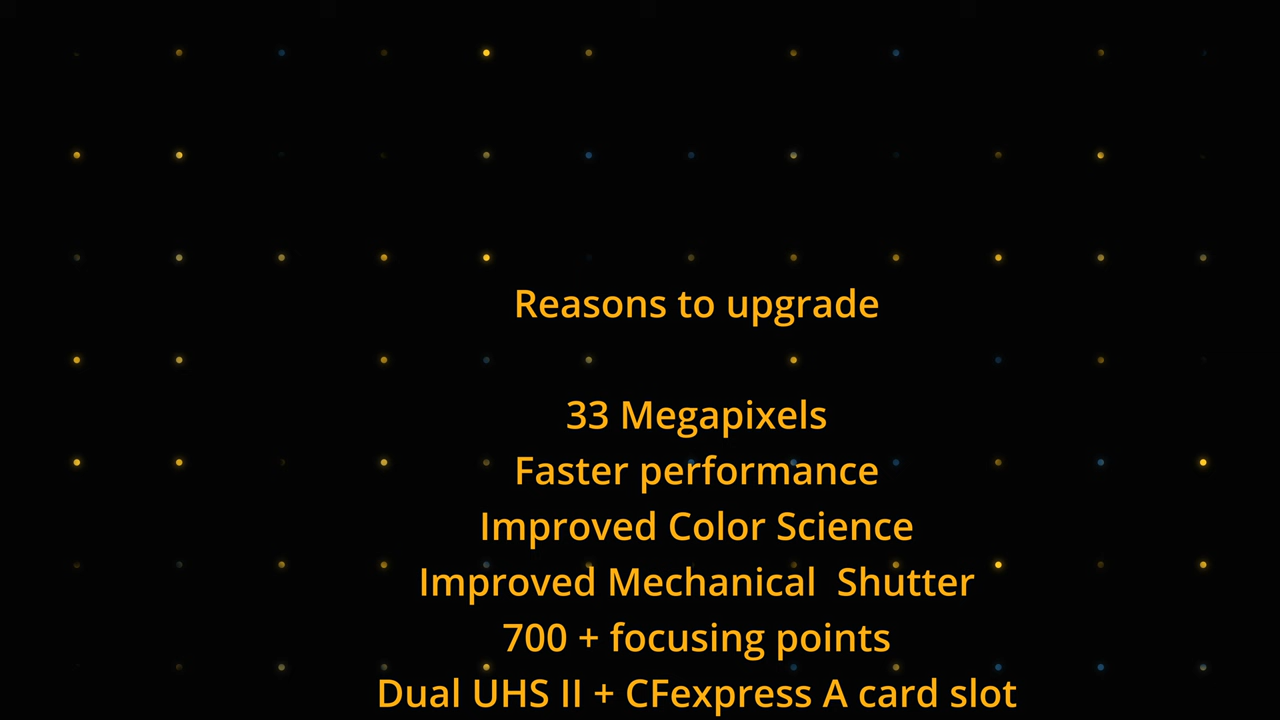 Reasons to upgrade
33 Megapixels
Faster performance
Improved Color Science
Improved Mechanical  Shutter
700 + focusing points
Dual UHS II + CFexpress A card slot